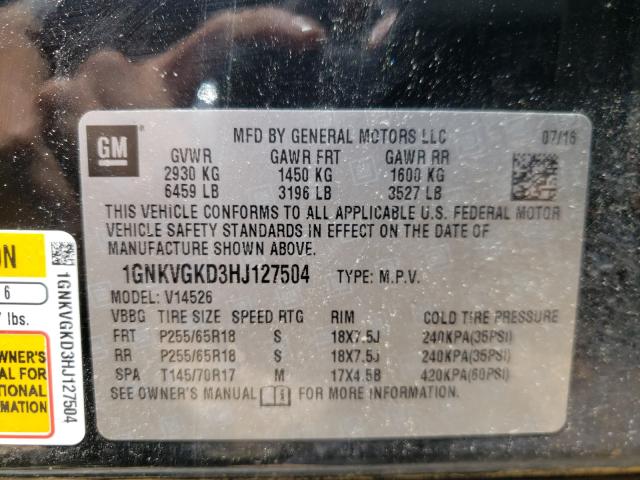 GM
MFD BY GENERAL MOTORS LLC 07/16
GVWR GAWR FRT GAWR RR
2930 KG 1450 KG 1600 KG
6459 LB 3196 LB 3527 LB
THIS VEHICLE CONFORMS TO ALL APPLICABLE U.S. FEDERAL MOTOR
VEHICLE SAFETY STANDARDS IN EFFECT ON THE DATE OF
MANUFACTURE SHOWN ABOVE.
1GNKVGKD3HJ127504 TYPE: M.P.V.
MODEL: V14526
VBBG TIRE SIZE SPEED RTG RIM COLD TIRE PRESSURE
FRT P255/65R18 S 18X7.5J 240KPA(35PSI)
RR P255/65R18 S 18X7.5J 240KPA(35PSI)
SPA T145/70R17 M 17X4.5B 420KPA(60PSI)
SEE OWNER'S MANUAL FOR MORE INFORMATION.
ON
6
lbs.
WNER'S
AL FOR
TIONAL
MATION
1GNKVGKD3HJ127504